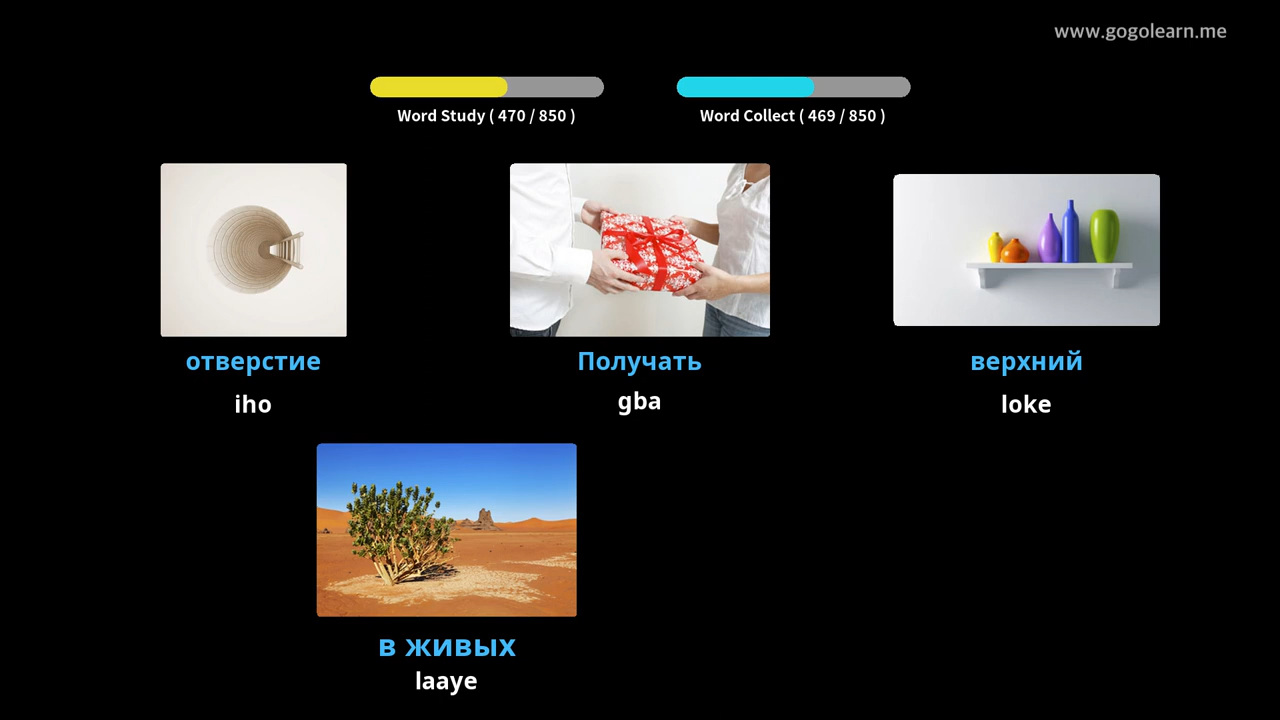 www.gogolearn.me
Word Study ( 470 / 850 )
Word Collect ( 469 / 850 )
отверстие
iho
Получать
gba
верхний
loke
в живых
laaye